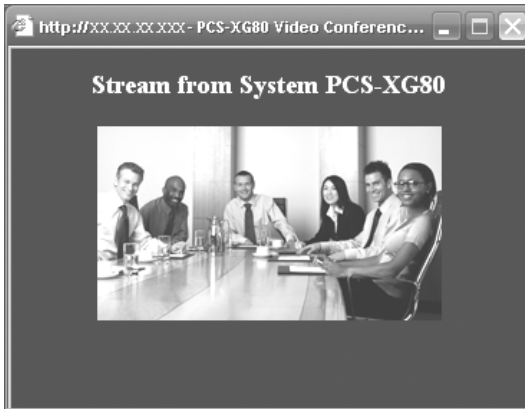 http://xx.xx.xx.xxx - PCS-XG80 Video Conferenc...
Stream from System PCS-XG80